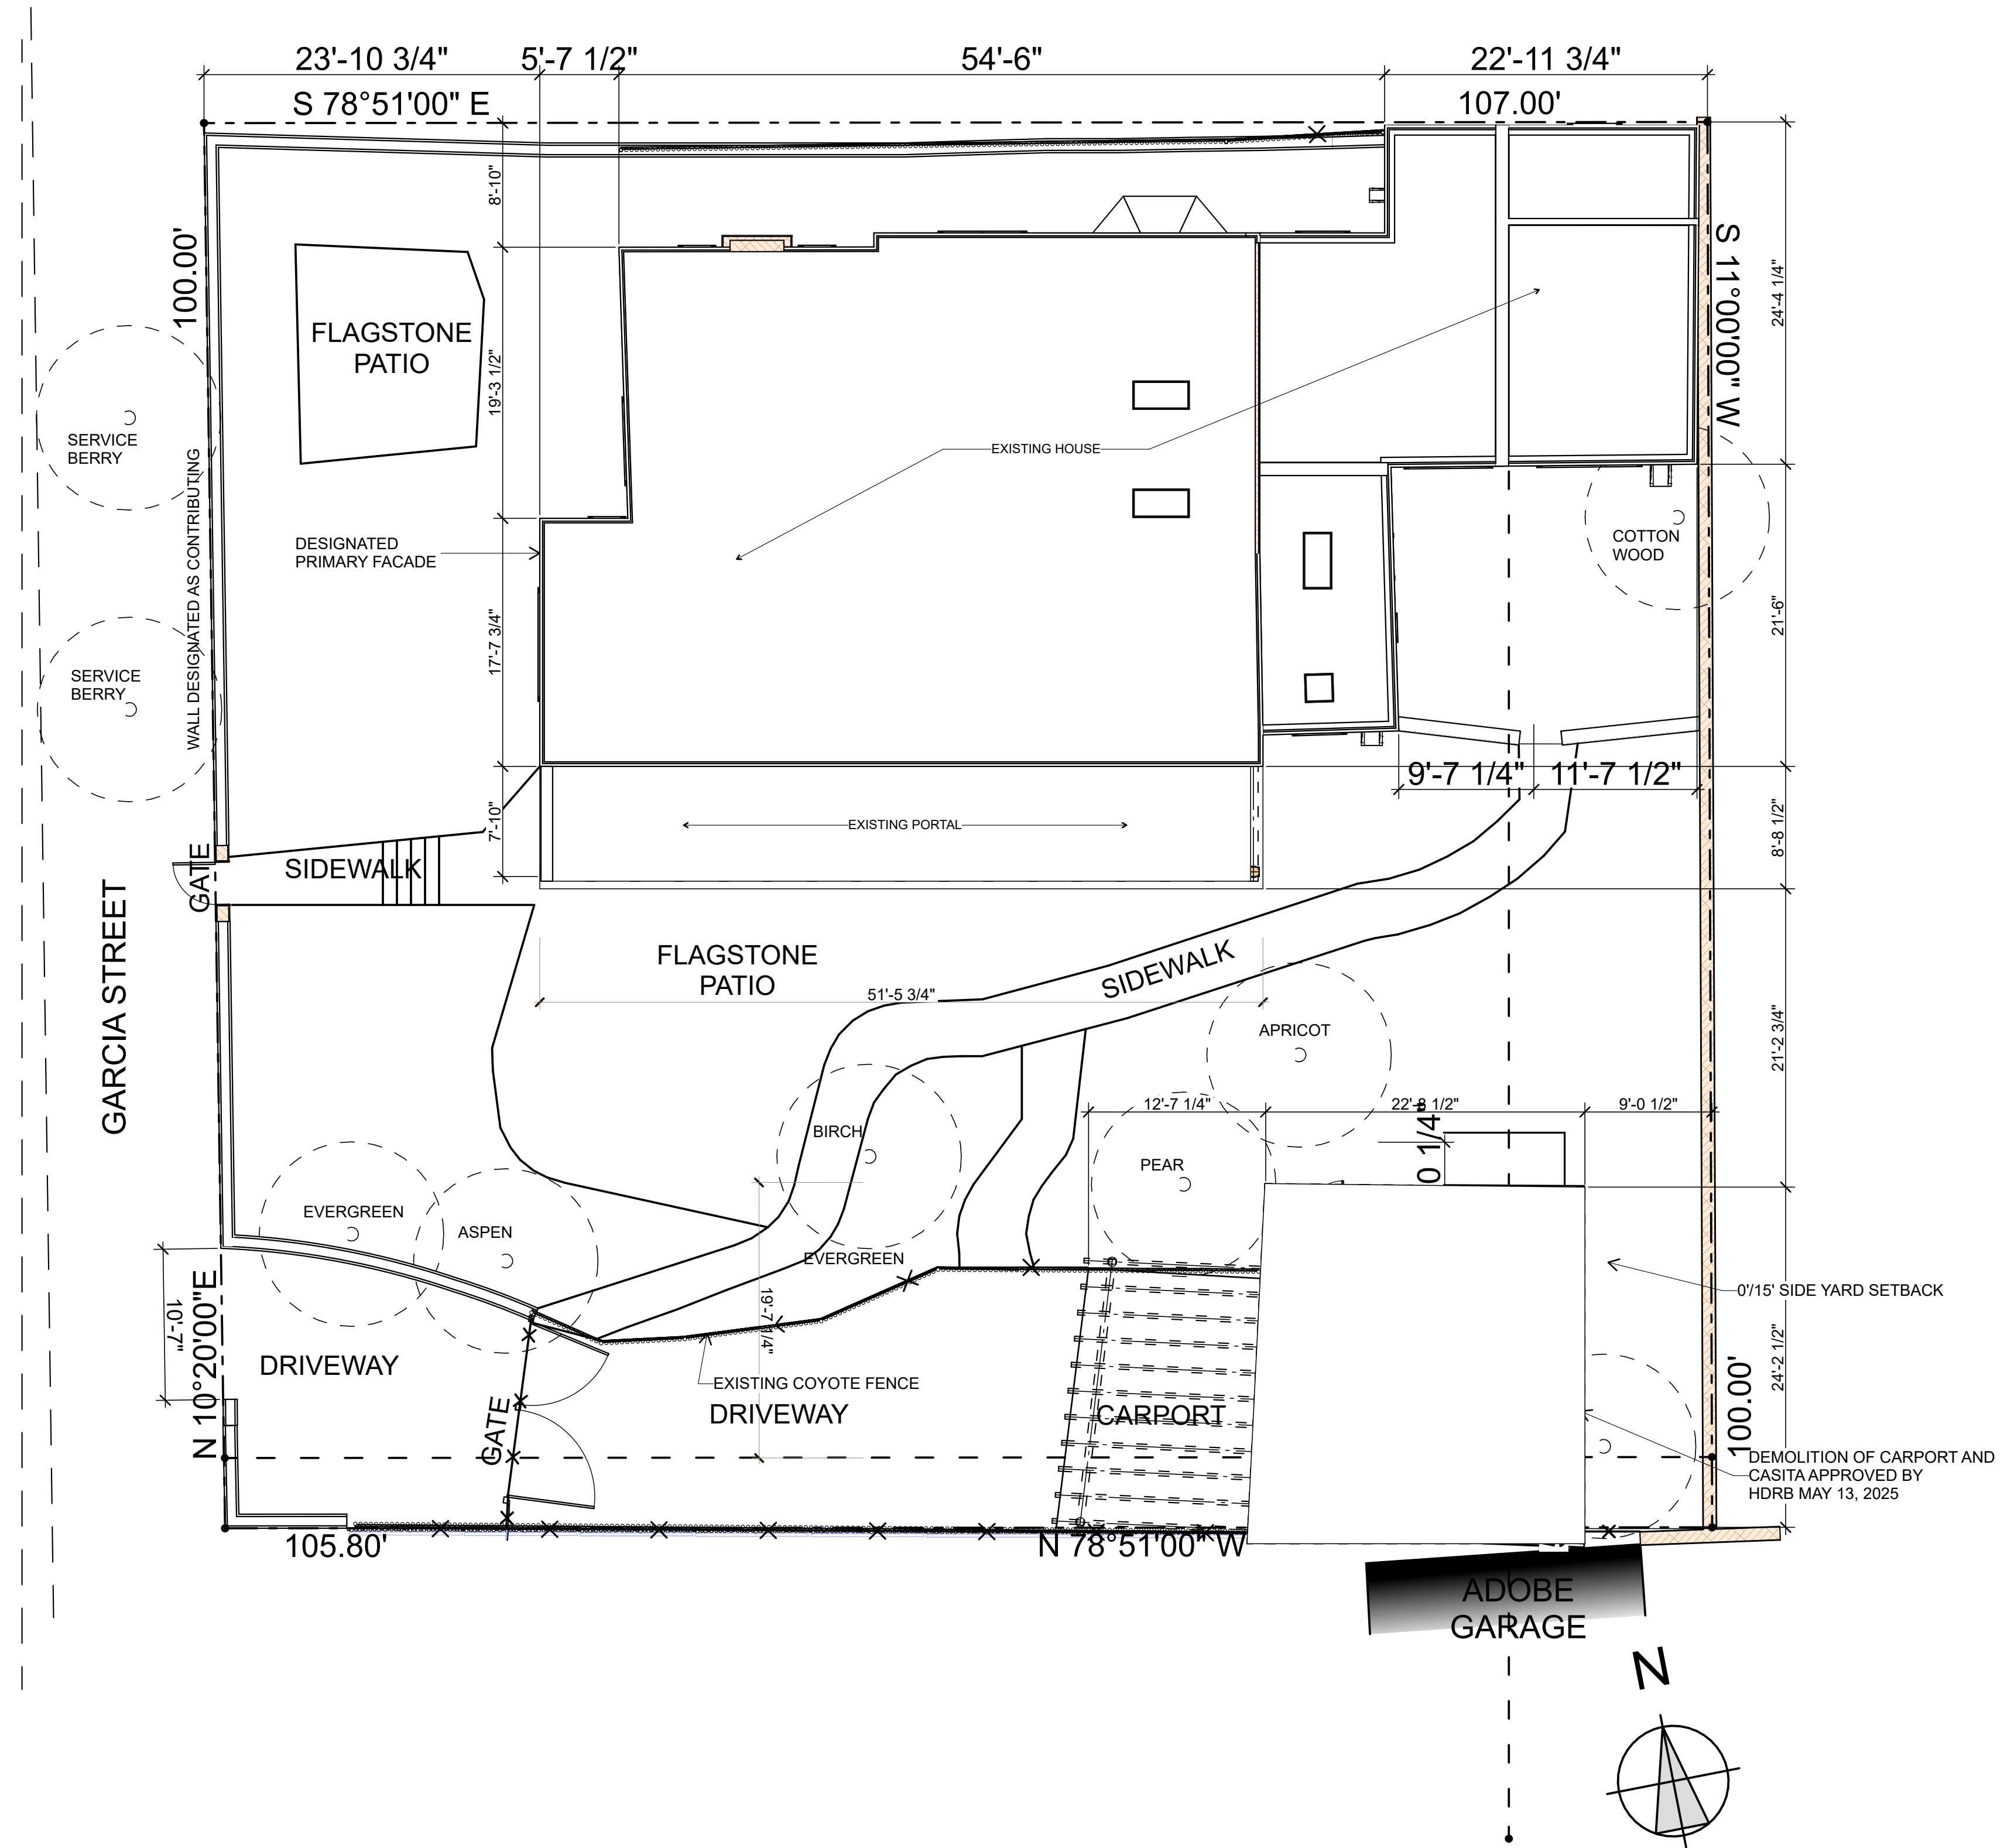 23'-10 3/4"
5'-7 1/2"
54'-6"
22'-11 3/4"
S 78°51'00" E
107.00'
8'-10"
100.00'
S 11°00'00" W
24'-4 1/4"
FLAGSTONE
PATIO
19'-3 1/2"
SERVICE
BERRY
WALL DESIGNATED AS CONTRIBUTING
EXISTING HOUSE
DESIGNATED
PRIMARY FACADE
COTTON
WOOD
17'-7 3/4"
21'-6"
SERVICE
BERRY
9'-7 1/4"
11'-7 1/2"
7'-10"
EXISTING PORTAL
8'-8 1/2"
GATE
SIDEWALK
GARCIA STREET
FLAGSTONE
PATIO
SIDEWALK
51'-5 3/4"
APRICOT
21'-2 3/4"
12'-7 1/4"
22'-8 1/2"
9'-0 1/2"
BIRCH
0 1/4"
PEAR
EVERGREEN
ASPEN
EVERGREEN
10'-7"
N 10°20'00"E
19'-7 1/4"
0'/15' SIDE YARD SETBACK
DRIVEWAY
EXISTING COYOTE FENCE
GATE
DRIVEWAY
CARPORT
24'-2 1/2"
100.00'
DEMOLITION OF CARPORT AND
CASITA APPROVED BY
HDRB MAY 13, 2025
105.80'
N 78°51'00" W
ADOBE
GARAGE
N